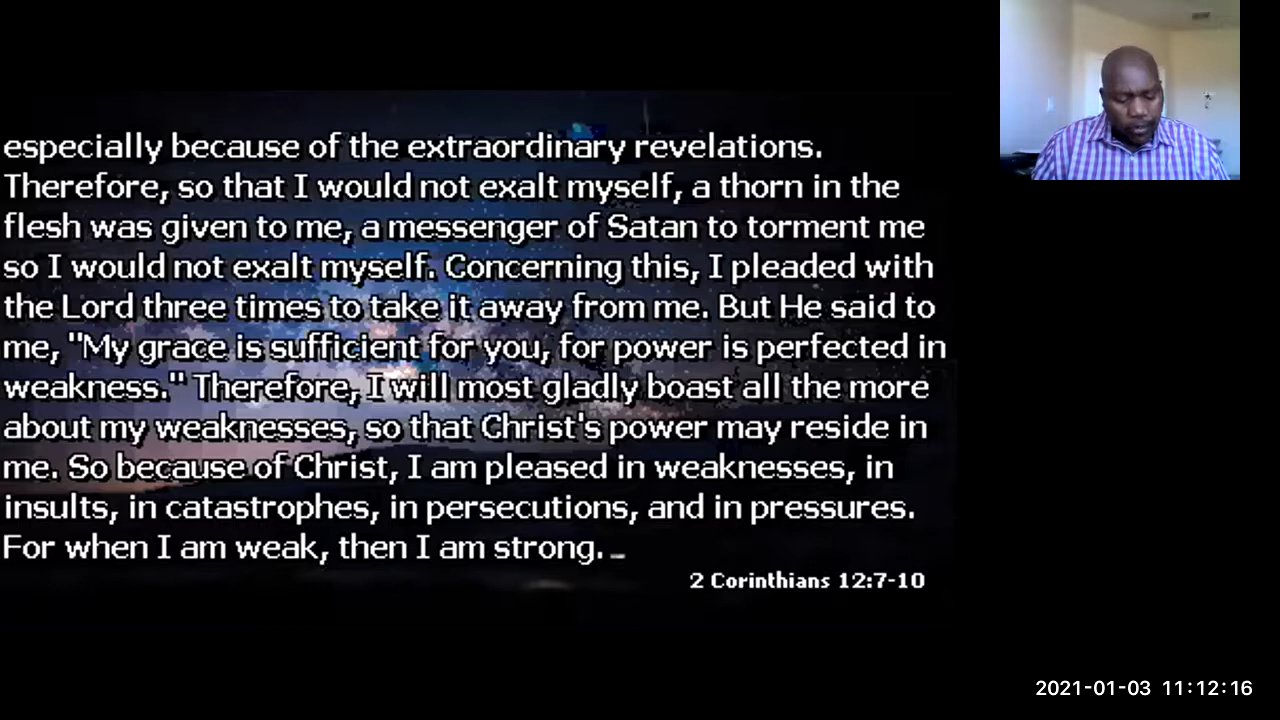 especially because of the extraordinary revelations.
Therefore, so that I would not exalt myself, a thorn in the
flesh was given to me, a messenger of Satan to torment me
so I would not exalt myself. Concerning this, I pleaded with
the Lord three times to take it away from me. But He said to
me, "My grace is sufficient for you, for power is perfected in
weakness." Therefore, I will most gladly boast all the more
about my weaknesses, so that Christ's power may reside in
me. So because of Christ, I am pleased in weaknesses, in
insults, in catastrophes, in persecutions, and in pressures.
For when I am weak, then I am strong. _
2 Corinthians 12:7-10
2021-01-03 11:12:16